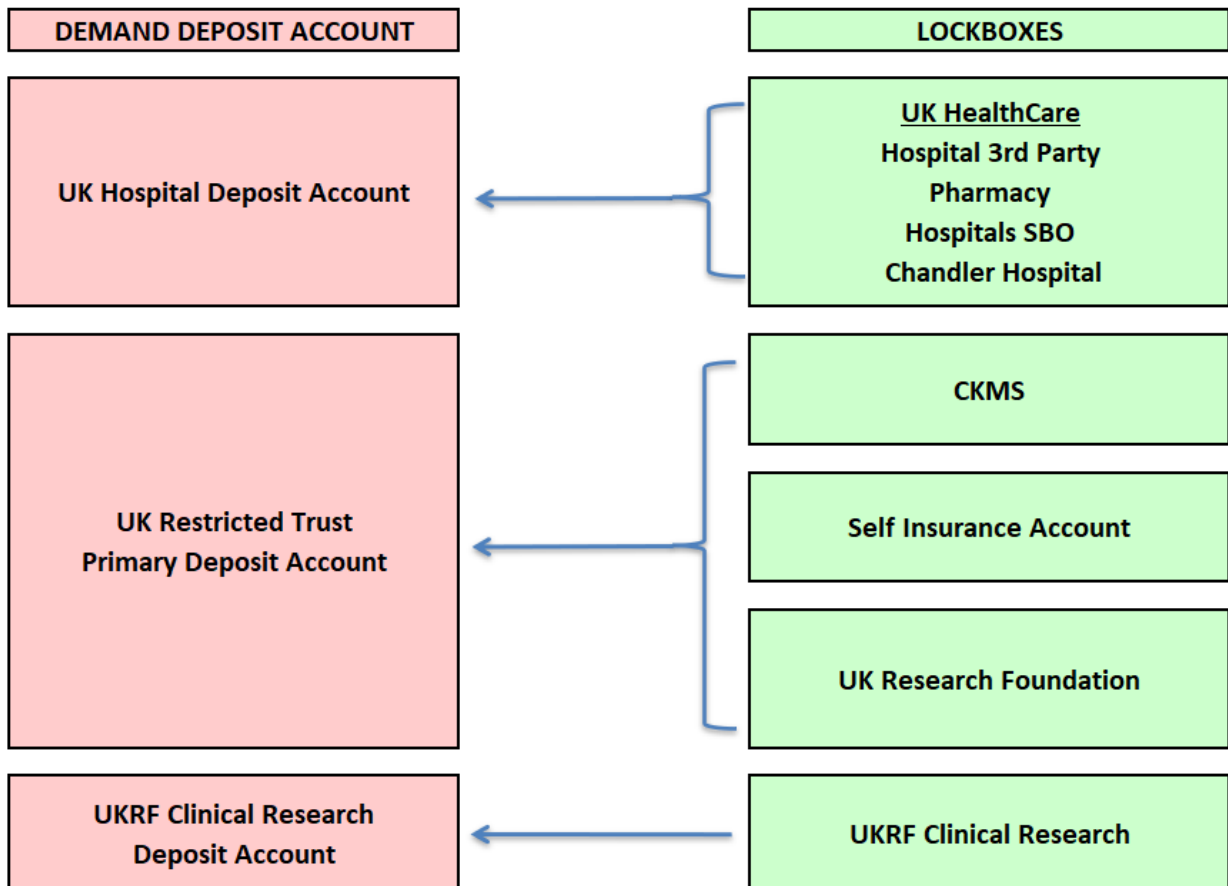 DEMAND DEPOSIT ACCOUNT
LOCKBOXES
UK Hospital Deposit Account
UK HealthCare
Hospital 3rd Party
Pharmacy
Hospitals SBO
Chandler Hospital
UK Restricted Trust
Primary Deposit Account
CKMS
Self Insurance Account
UK Research Foundation
UKRF Clinical Research
Deposit Account
UKRF Clinical Research